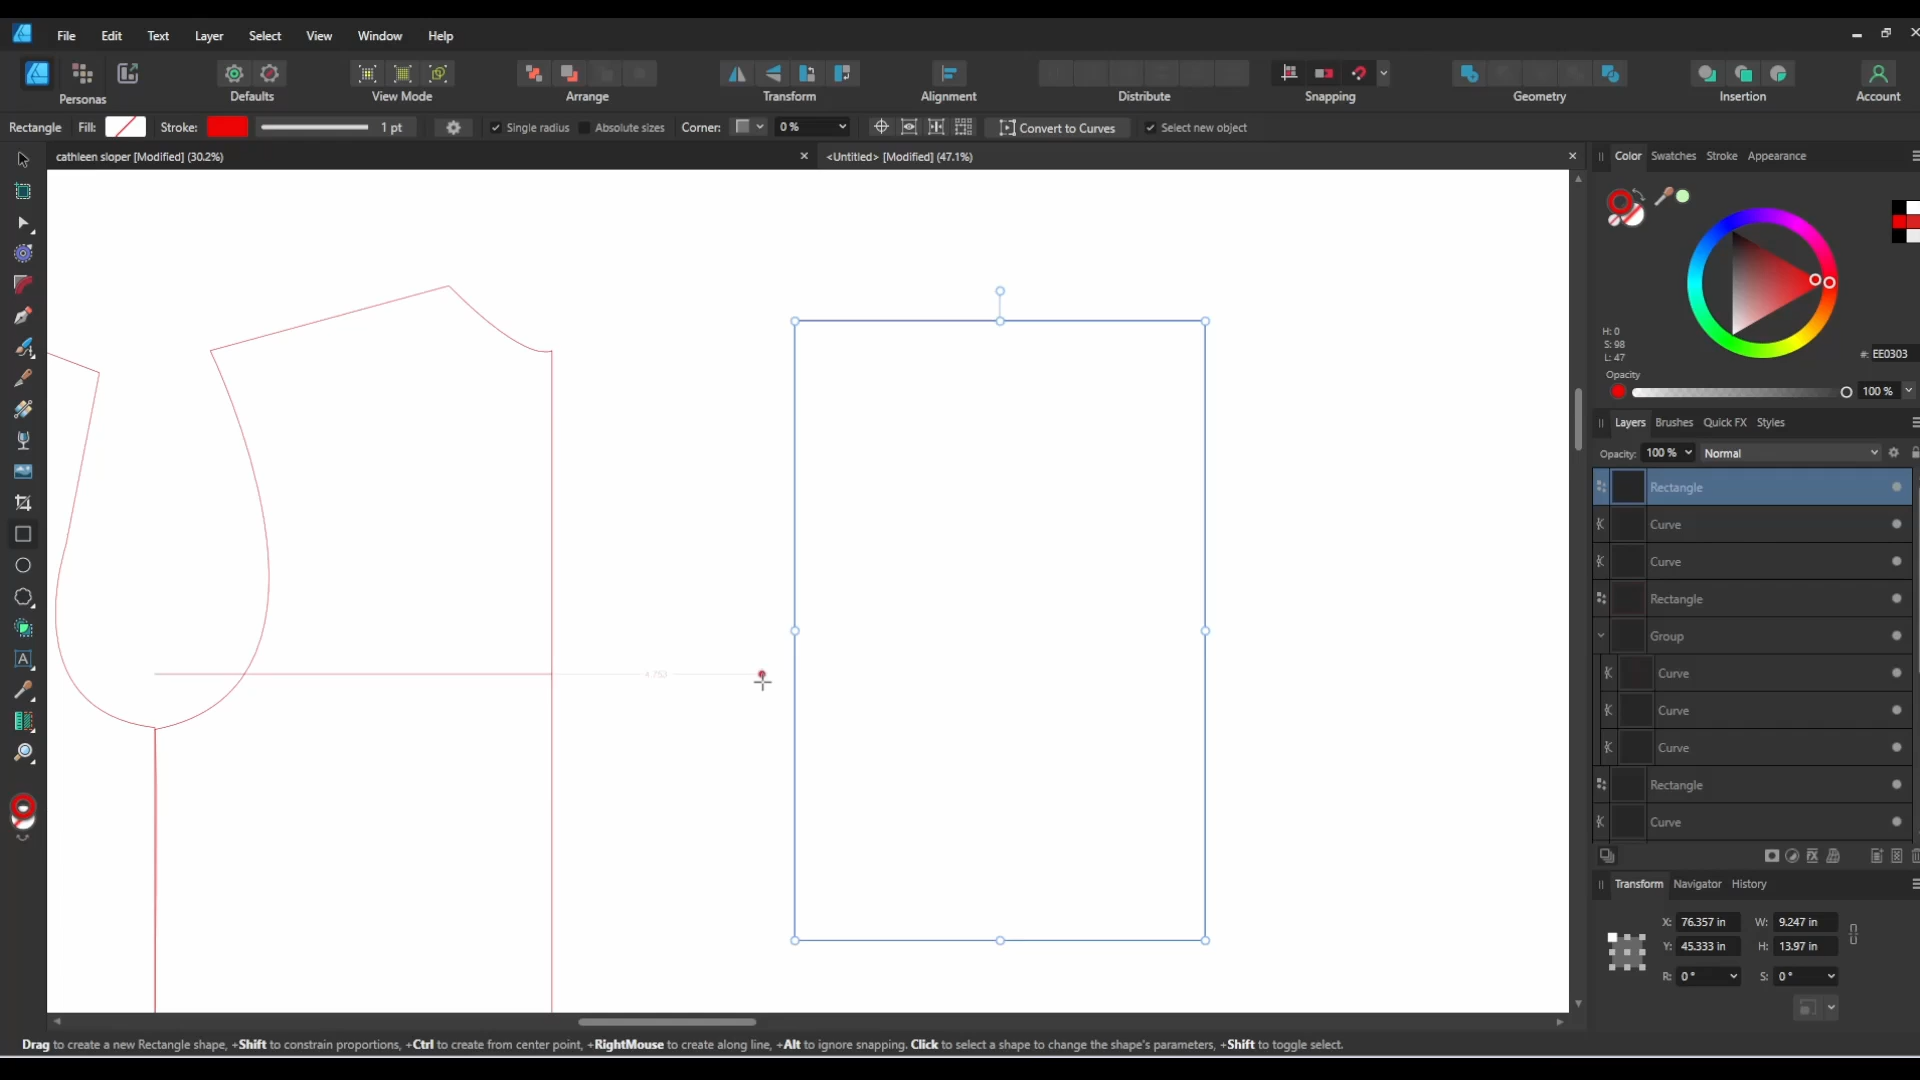 File Edit Text Layer Select View Window Help
Personas Defaults View Mode Arrange Transform Alignment Distribute Snapping Geometry Insertion Account
Rectangle Fill: Stroke: 1 pt Single radius Absolute sizes Corner: 0 % Convert to Curves Select new object
cathleen sloper [Modified] (30.2%) <Untitled> [Modified] (47.1%)
Color Swatches Stroke Appearance
H: 0
S: 98
L: 47
#: EE0303
Opacity
100 %
Layers Brushes Quick FX Styles
Opacity: 100 % Normal
Rectangle
Curve
Curve
Rectangle
Group
Curve
4.753
Curve
Curve
Rectangle
Curve
Transform Navigator History
X: 76.357 in W: 9.247 in
Y: 45.333 in H: 13.97 in
R: 0 ° S: 0 °
Drag to create a new Rectangle shape, +Shift to constrain proportions, +Ctrl to create from center point, +RightMouse to create along line, +Alt to ignore snapping. Click to select a shape to change the shape's parameters, +Shift to toggle select.